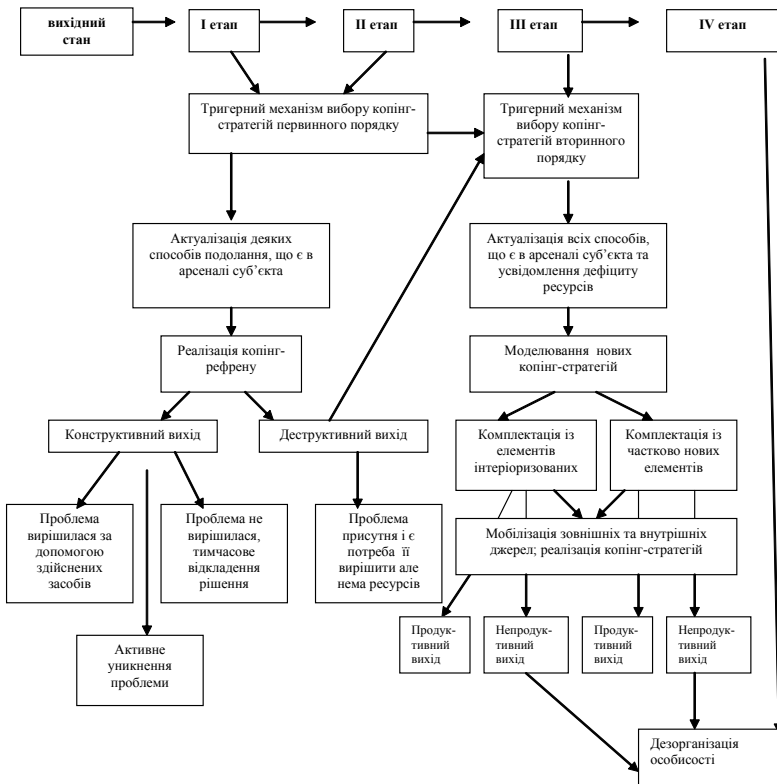 вихідний
стан
І етап
ІІ етап
ІІІ етап
IV етап
Тригерний механізм вибору копінг-
стратегій первинного порядку
Тригерний механізм
вибору копінг-
стратегій вторинного
порядку
Актуалізація деяких
способів подолання, що є в
арсеналі суб’єкта
Актуалізація всіх способів,
що є в арсеналі суб’єкта та
усвідомлення дефіциту
ресурсів
Реалізація копінг-
рефрену
Моделювання нових
копінг-стратегій
Конструктивний вихід
Деструктивний вихід
Комплектація із
елементів
інтеріоризованих
Комплектація із
частково нових
елементів
Проблема
вирішилася за
допомогою
здійснених
засобів
Проблема не
вирішилася,
тимчасове
відкладення
рішення
Проблема
присутня і є
потреба її
вирішити але
нема ресурсів
Мобілізація зовнішніх та внутрішніх
джерел; реалізація копінг-стратегій
Активне
уникнення
проблеми
Продук-
тивний
вихід
Непродук-
тивний
вихід
Продук-
тивний
вихід
Непродук-
тивний
вихід
Дезорганізація
особисості